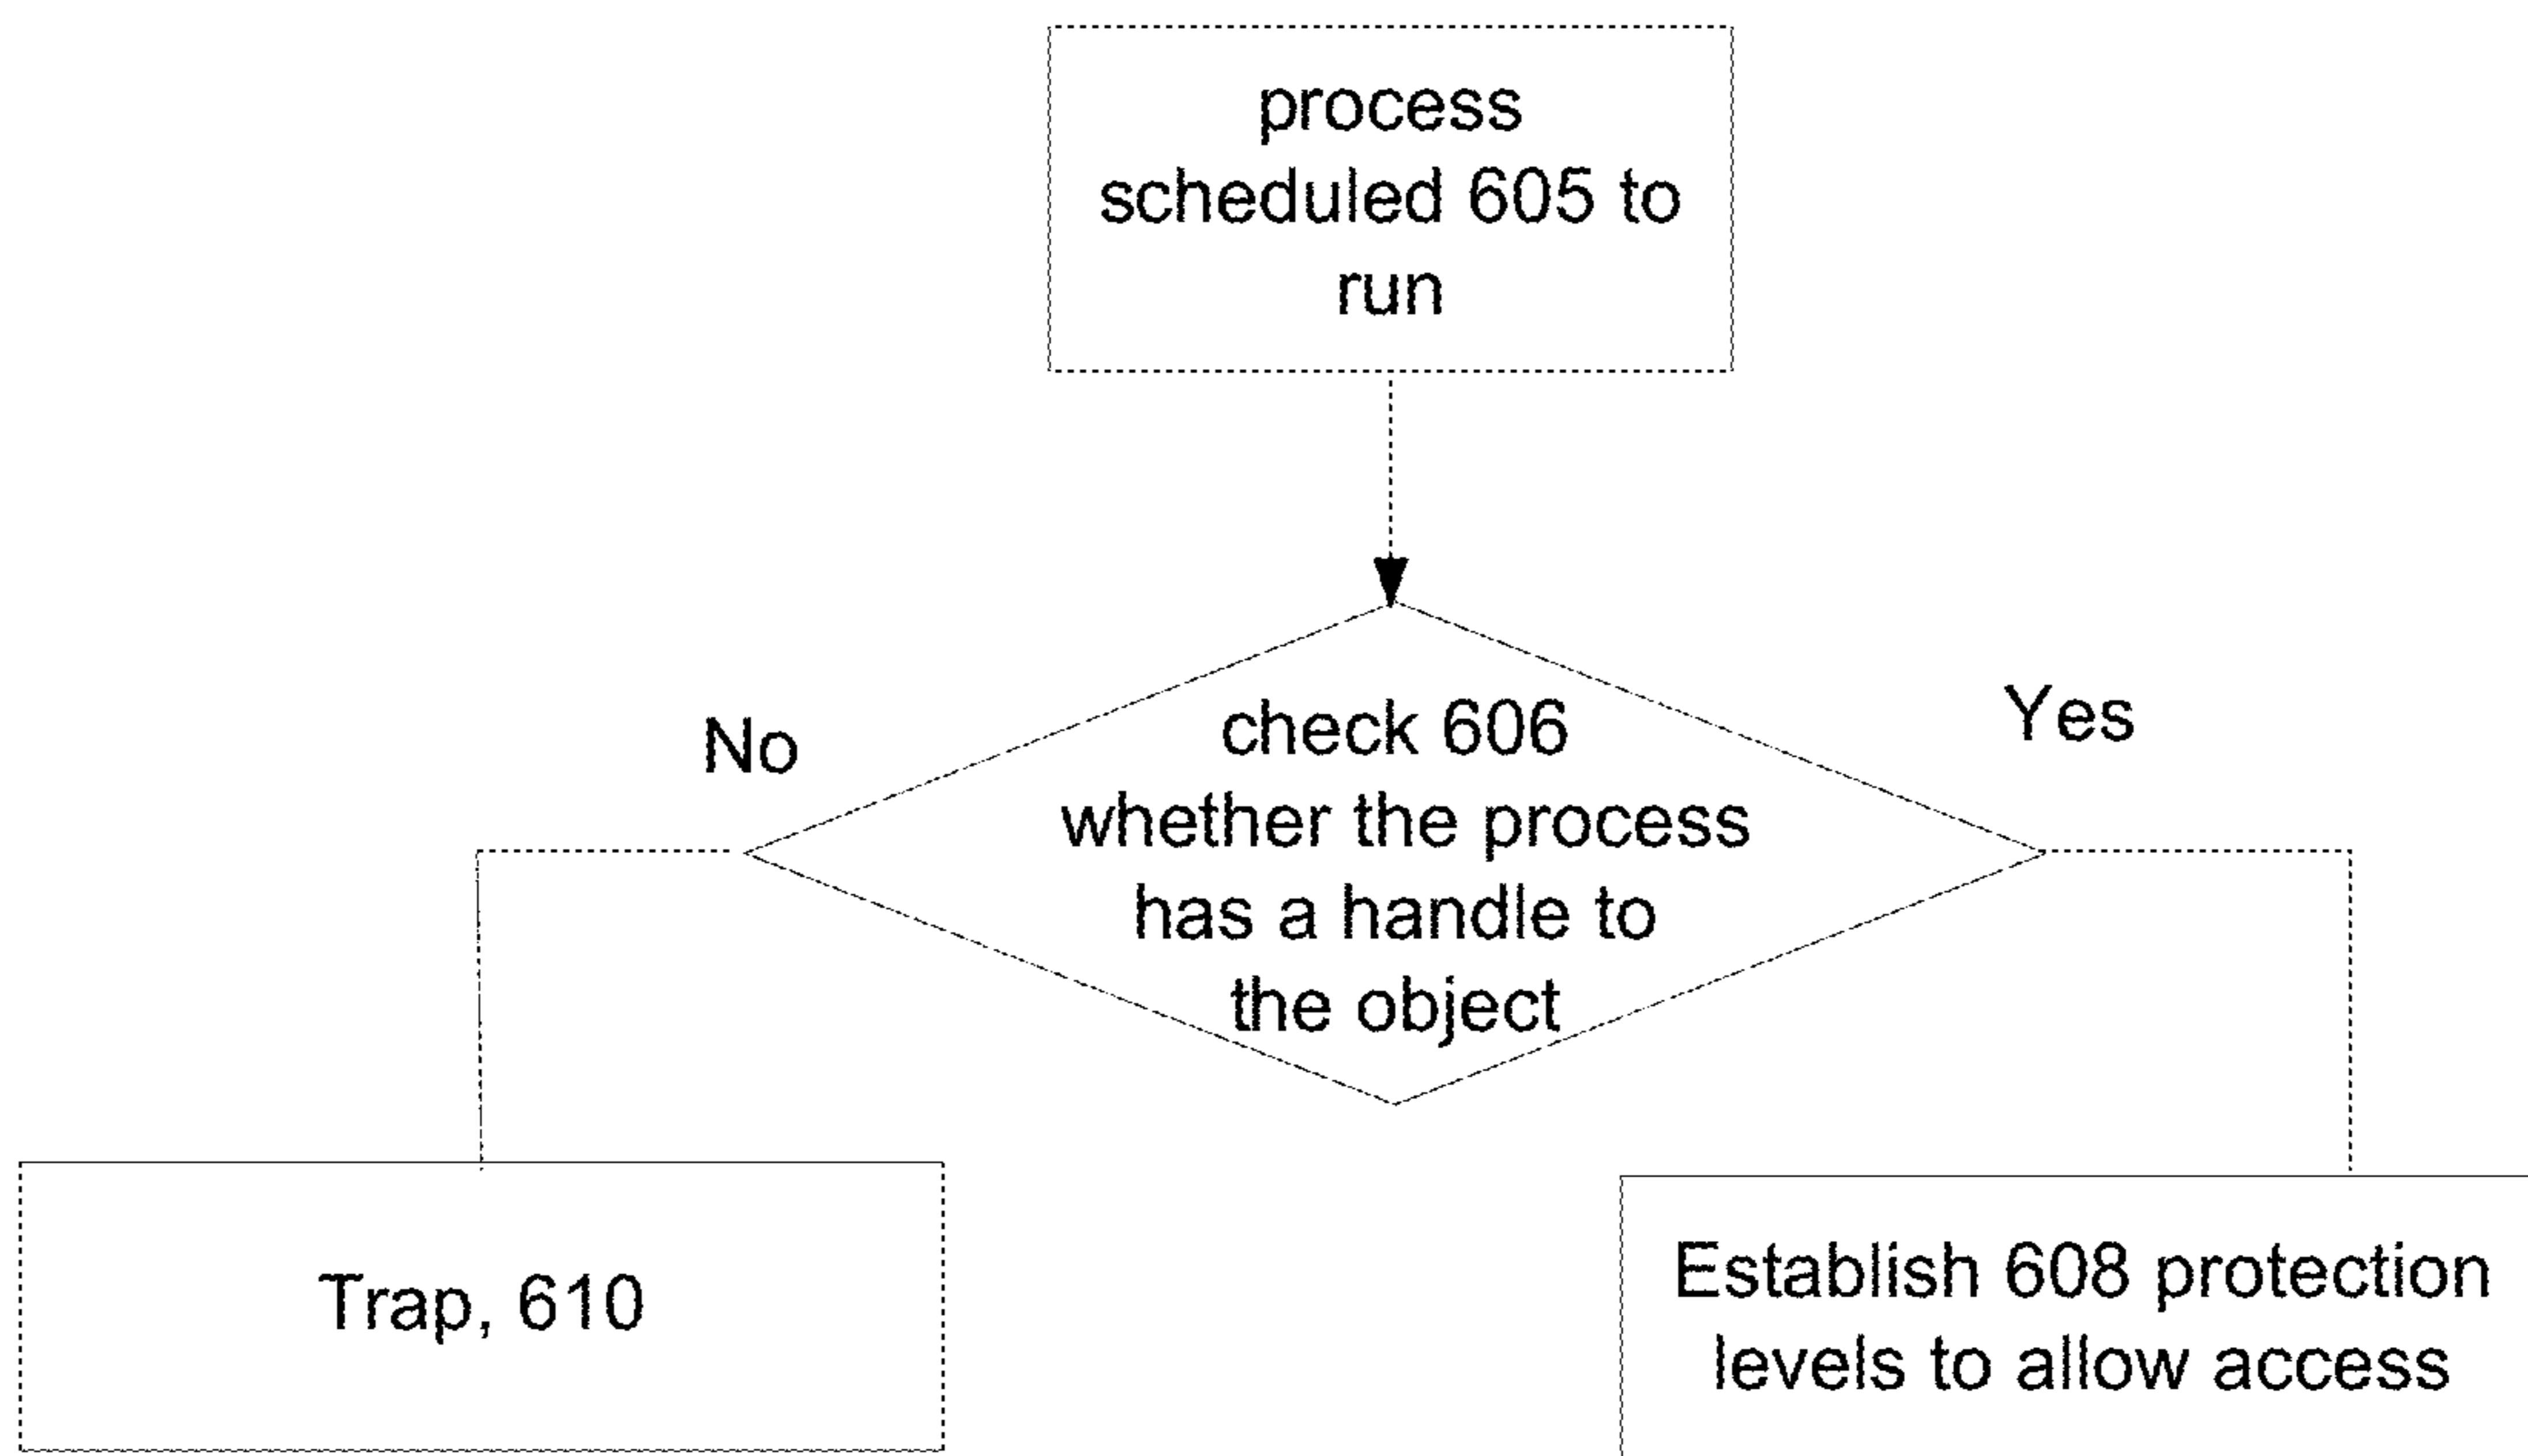 process
scheduled 605 to
run
Yes
No
check 606
whether the process
has a handle to
the object
Trap, 610
Establish 608 protection
levels to allow access